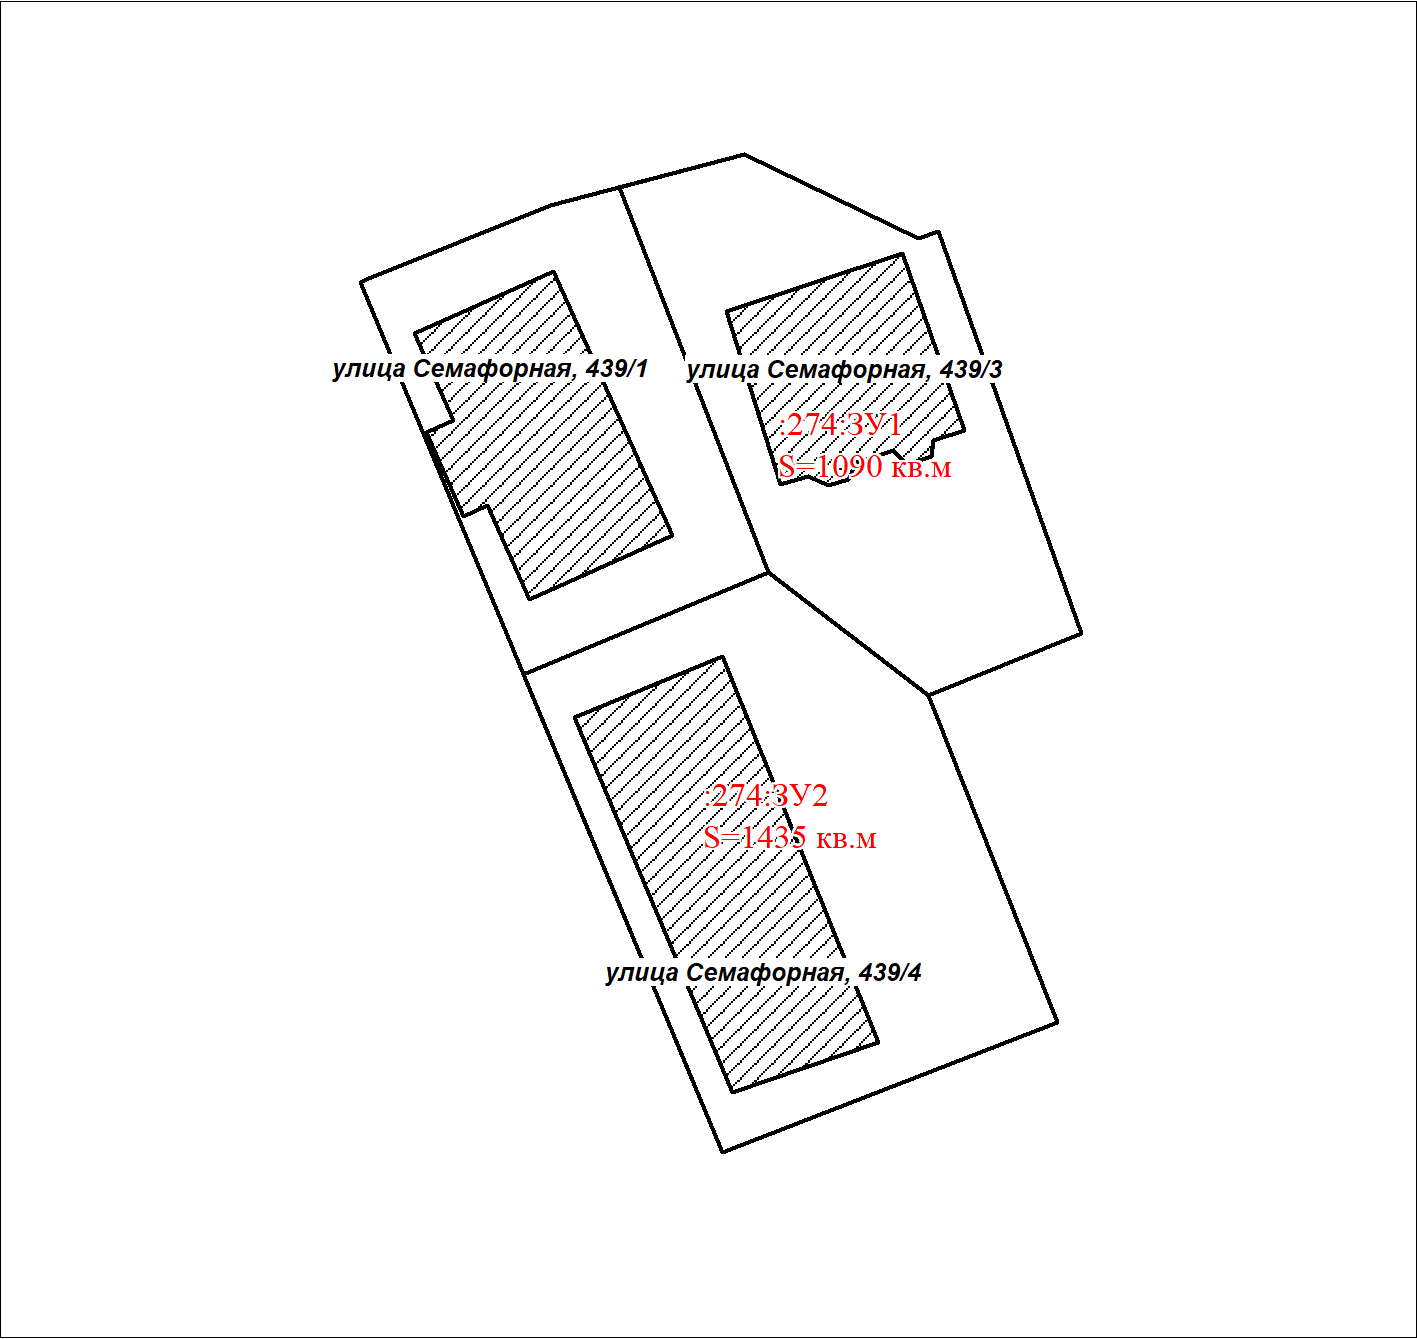 улица Семафорная, 439/1
улица Семафорная, 439/3
:274:ЗУ1
S=1090 кв.м
:274:ЗУ2
S=1435 кв.м
улица Семафорная, 439/4